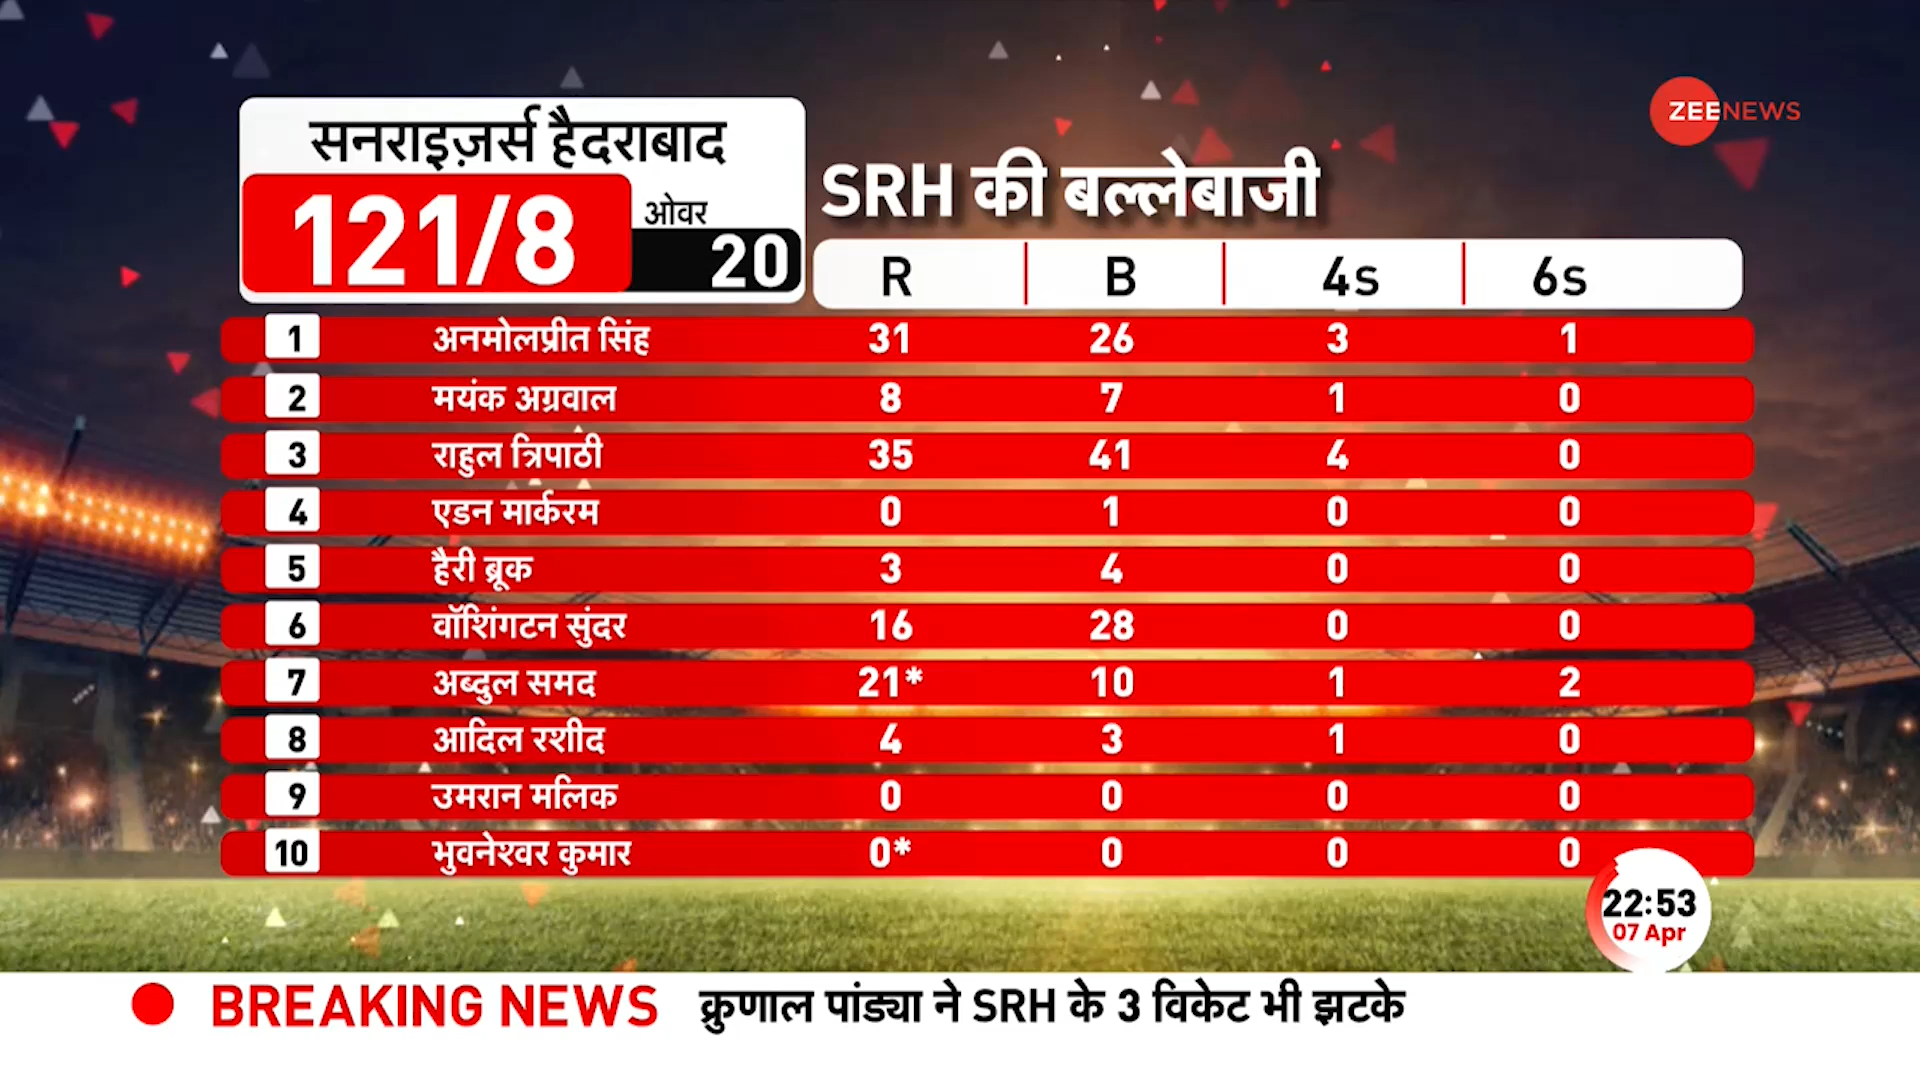 ZEENEWS
सनराइज़र्स हैदराबाद
121/8
ओवर
20
SRH की बल्लेबाजी
R B 4s 6s
1 अनमोलप्रीत सिंह 31 26 3 1
2 मयंक अग्रवाल 8 7 1 0
3 राहुल त्रिपाठी 35 41 4 0
4 एडन मार्करम 0 1 0 0
5 हैरी ब्रूक 3 4 0 0
6 वॉशिंगटन सुंदर 16 28 0 0
7 अब्दुल समद 21* 10 1 2
8 आदिल रशीद 4 3 1 0
9 उमरान मलिक 0 0 0 0
10 भुवनेश्वर कुमार 0* 0 0 0
22:53
07 Apr
BREAKING NEWS क्रुणाल पांड्या ने SRH के 3 विकेट भी झटके